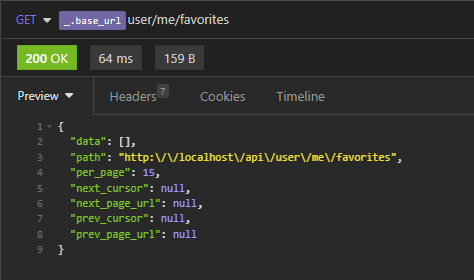 GET _.base_url user/me/favorites
200 OK 64 ms 159 B
Preview Headers 7 Cookies Timeline
1 {
2 "data": [],
3 "path": "http:\/\/localhost\/api\/user\/me\/favorites",
4 "per_page": 15,
5 "next_cursor": null,
6 "next_page_url": null,
7 "prev_cursor": null,
8 "prev_page_url": null
9 }